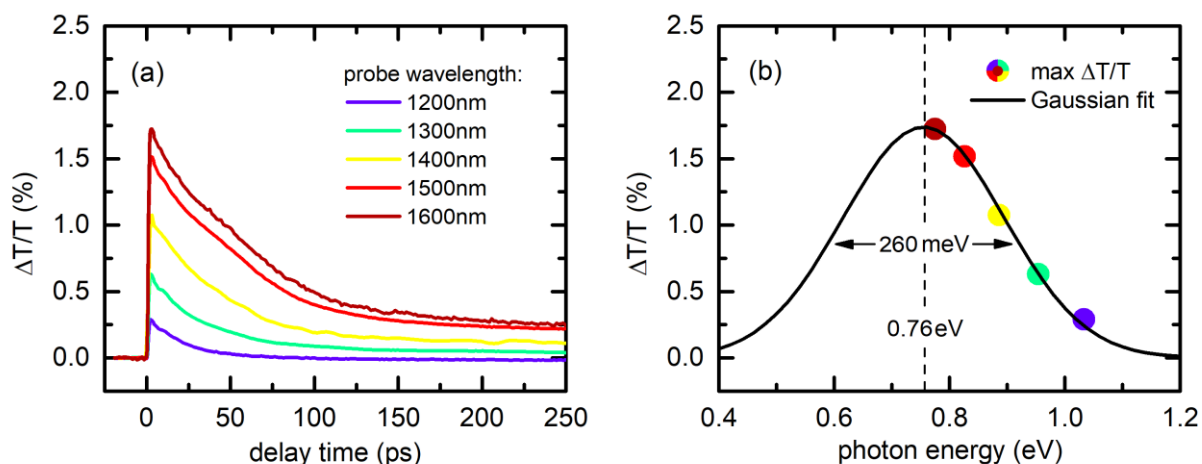 (a)
probe wavelength:
1200nm
1300nm
1400nm
1500nm
1600nm
2.5
2.0
1.5
1.0
0.5
0.0
ΔT/T (%)
0 50 100 150 200 250
delay time (ps)
(b)
max ΔT/T
Gaussian fit
260 meV
0.76 eV
2.5
2.0
1.5
1.0
0.5
0.0
ΔT/T (%)
0.4 0.6 0.8 1.0 1.2
photon energy (eV)